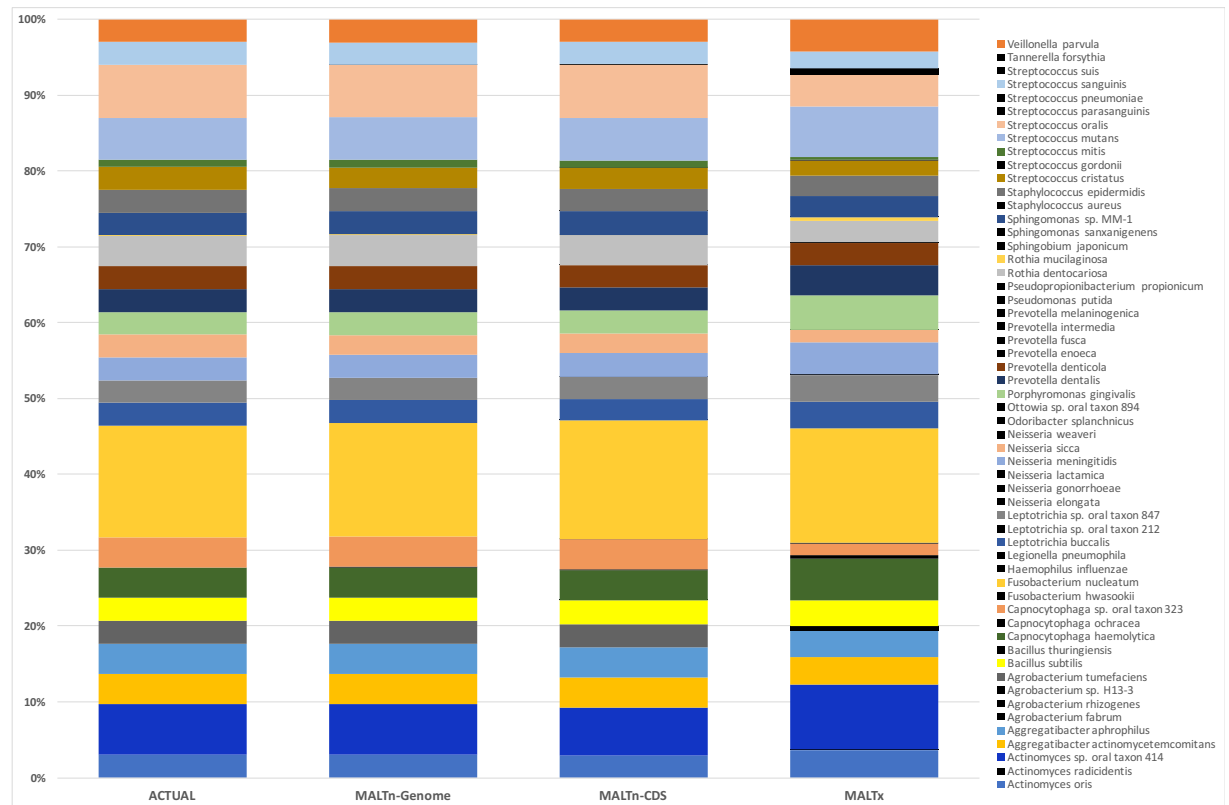 100%
90%
80%
70%
60%
50%
40%
30%
20%
10%
0%
ACTUAL
MALTn-Genome
MALTn-CDS
MALTx
Veillonella parvula
Tannerella forsythia
Streptococcus suis
Streptococcus sanguinis
Streptococcus pneumoniae
Streptococcus parasanguinis
Streptococcus oralis
Streptococcus mutans
Streptococcus mitis
Streptococcus gordonii
Streptococcus cristatus
Staphylococcus epidermidis
Staphylococcus aureus
Sphingomonas sp. MM-1
Sphingomonas sanxanigenens
Sphingobium japonicum
Rothia mucilaginosa
Rothia dentocariosa
Pseudopropionibacterium propionicum
Pseudomonas putida
Prevotella melaninogenica
Prevotella intermedia
Prevotella fusca
Prevotella enoeca
Prevotella denticola
Prevotella dentalis
Porphyromonas gingivalis
Ottowia sp. oral taxon 894
Odoribacter splanchnicus
Neisseria weaveri
Neisseria sicca
Neisseria meningitidis
Neisseria lactamica
Neisseria gonorrhoeae
Neisseria elongata
Leptotrichia sp. oral taxon 847
Leptotrichia sp. oral taxon 212
Leptotrichia buccalis
Legionella pneumophila
Haemophilus influenzae
Fusobacterium nucleatum
Fusobacterium hwasookii
Capnocytophaga sp. oral taxon 323
Capnocytophaga ochracea
Capnocytophaga haemolytica
Bacillus thuringiensis
Bacillus subtilis
Agrobacterium tumefaciens
Agrobacterium sp. H13-3
Agrobacterium rhizogenes
Agrobacterium fabrum
Aggregatibacter aphrophilus
Aggregatibacter actinomycetemcomitans
Actinomyces sp. oral taxon 414
Actinomyces radicidentis
Actinomyces oris